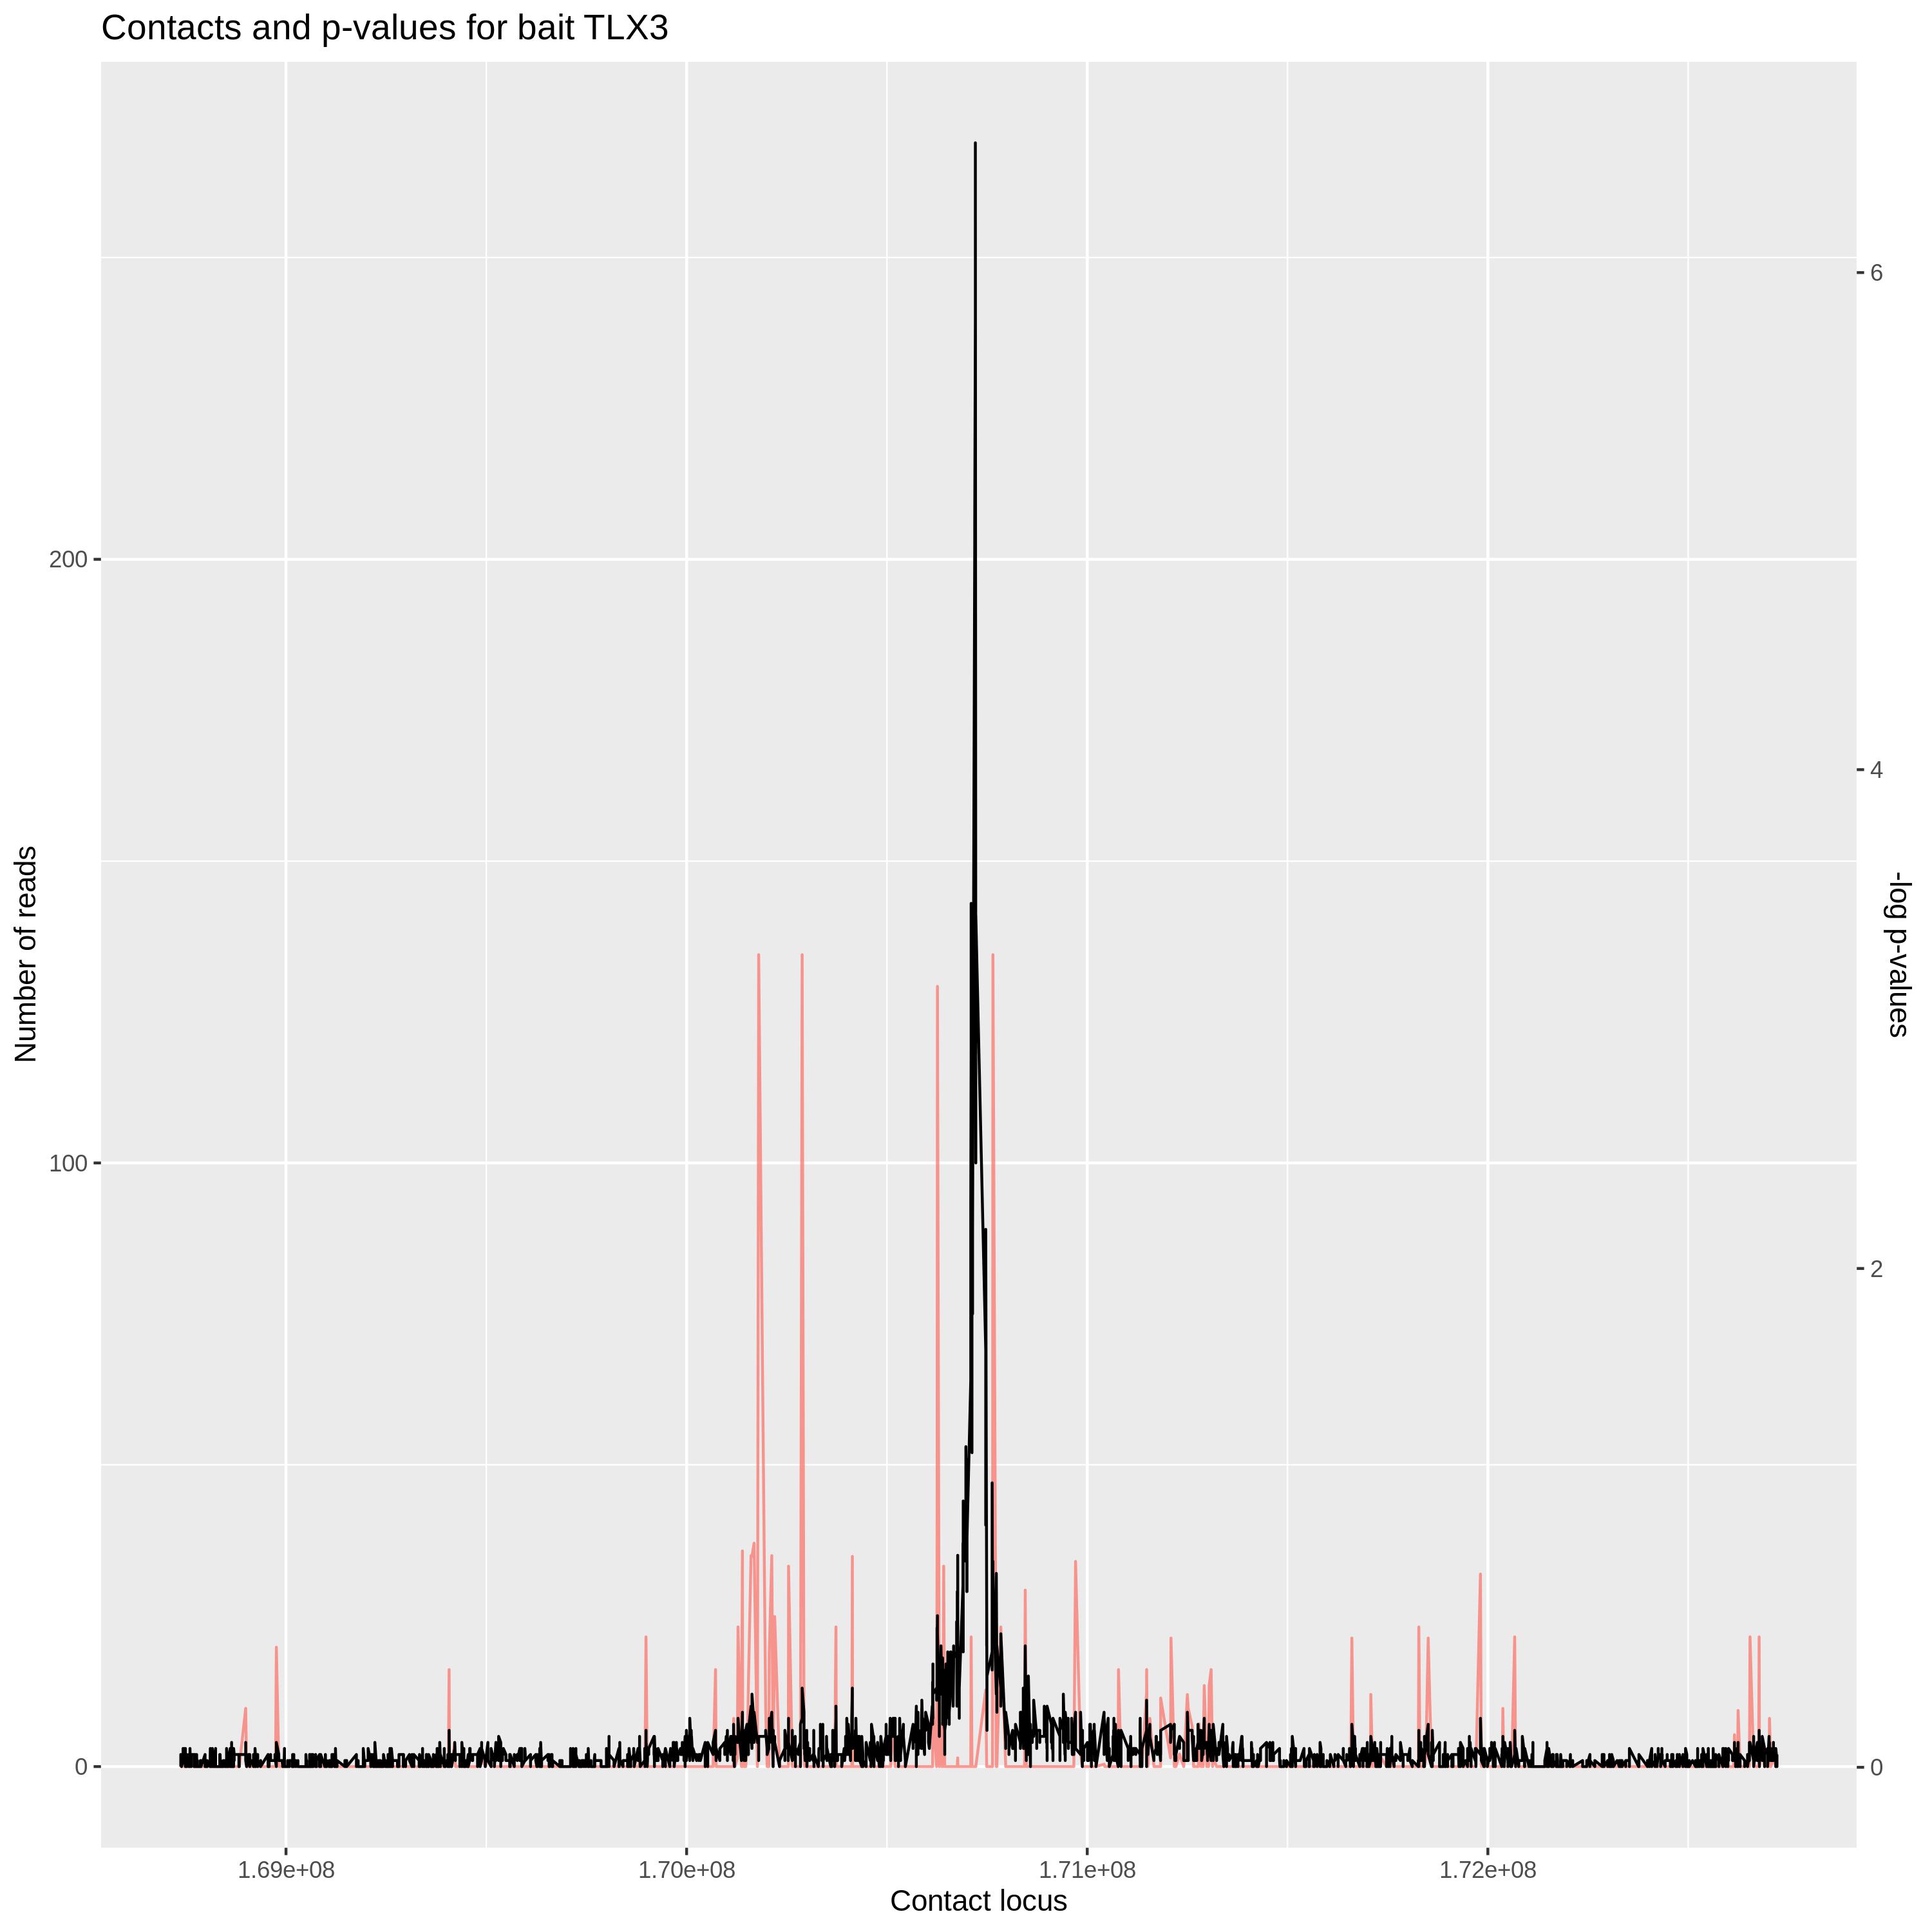 Contacts and p-values for bait TLX3
6
200
4
Number of reads
-log p-values
100
2
0
0
1.69e+08 1.70e+08 1.71e+08 1.72e+08
Contact locus